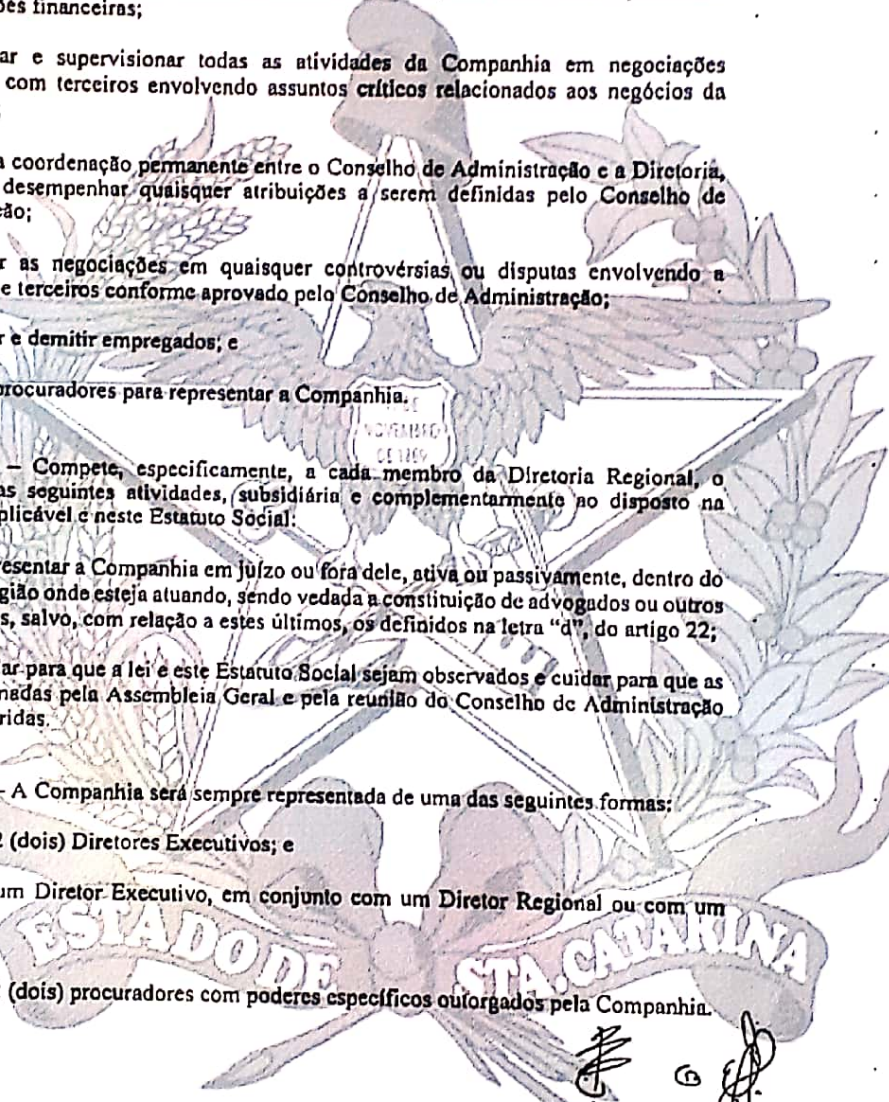 ões financeiras;
ar e supervisionar todas as atividades da Companhia em negociações
com terceiros envolvendo assuntos críticos relacionados aos negócios da
a coordenação permanente entre o Conselho de Administração e a Diretoria,
desempenhar quaisquer atribuições a serem definidas pelo Conselho de
ção;
r as negociações em quaisquer controvérsias ou disputas envolvendo a
e terceiros conforme aprovado pelo Conselho de Administração;
r e demitir empregados; e
procuradores para representar a Companhia.
NOVEMBRO
DE 1889
– Compete, especificamente, a cada membro da Diretoria Regional, o
as seguintes atividades, subsidiária e complementarmente ao disposto na
plicável e neste Estatuto Social:
resentar a Companhia em juízo ou fora dele, ativa ou passivamente, dentro do
gião onde esteja atuando, sendo vedada a constituição de advogados ou outros
s, salvo, com relação a estes últimos, os definidos na letra "d", do artigo 22;
ar para que a lei e este Estatuto Social sejam observados e cuidar para que as
nadas pela Assembleia Geral e pela reunião do Conselho de Administração
ridas.
- A Companhia será sempre representada de uma das seguintes formas:
2 (dois) Diretores Executivos; e
um Diretor Executivo, em conjunto com um Diretor Regional ou com um
ESTADO DE STA. CATARINA
(dois) procuradores com poderes específicos outorgados pela Companhia.